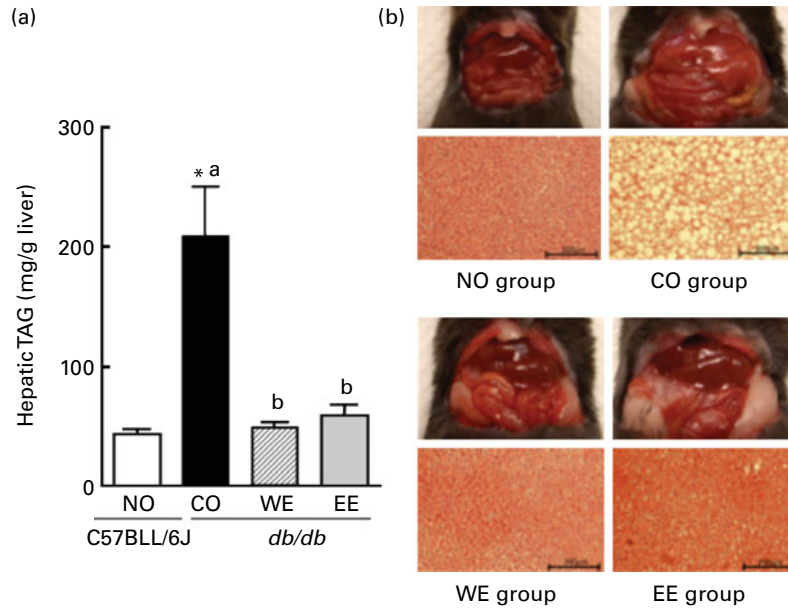 (a)
Hepatic TAG (mg/g liver)
300
200
100
0
* a
b
b
NO CO WE EE
C57BLL/6J db/db
(b)
NO group CO group
WE group EE group